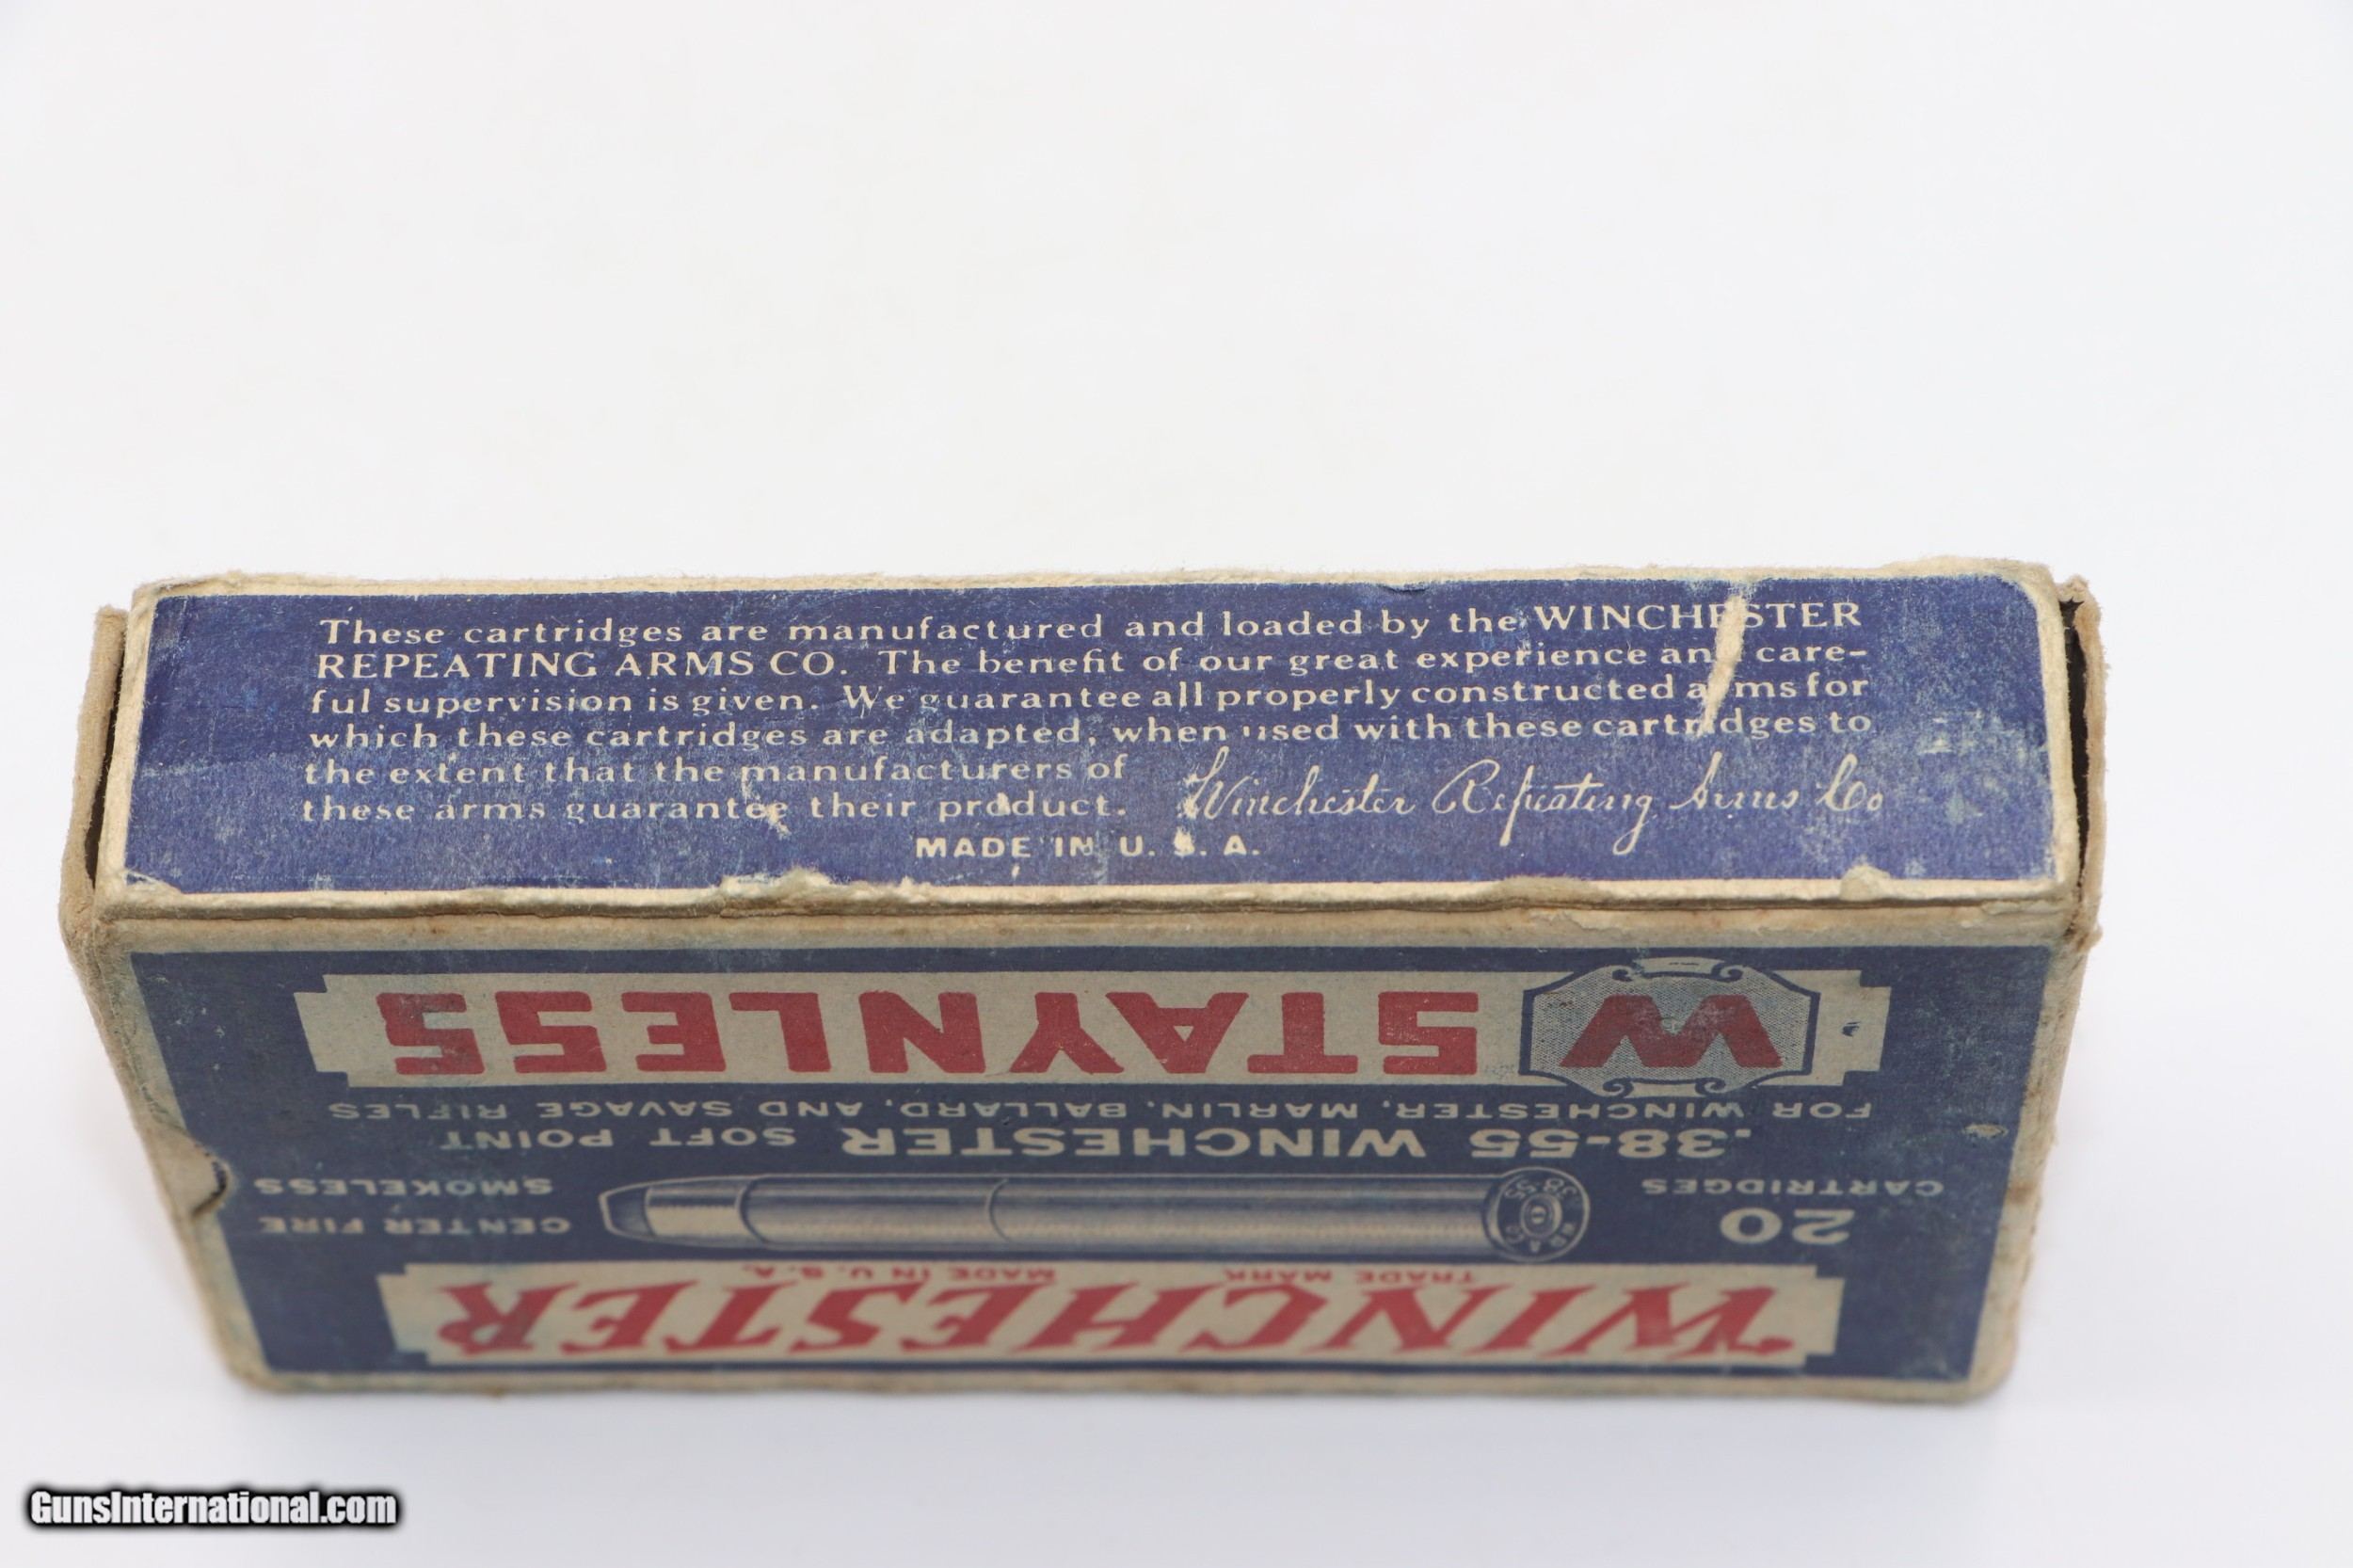 These cartridges are manufactured and loaded by the WINCHESTER
REPEATING ARMS CO. The benefit of our great experience and care-
ful supervision is given. We guarantee all properly constructed arms for
which these cartridges are adapted, when used with these cartridges to
the extent that the manufacturers of
these arms guarantee their product. Winchester Repeating Arms Co
MADE IN U. S. A.
WINCHESTER
TRADE MARK MADE IN U.S.A.
20
CARTRIDGES
38-55
CENTER FIRE
SMOKELESS
.38-55 WINCHESTER SOFT POINT
FOR WINCHESTER, MARLIN, BALLARD, AND SAVAGE RIFLES
W STAYNLESS
GunsInternational.com